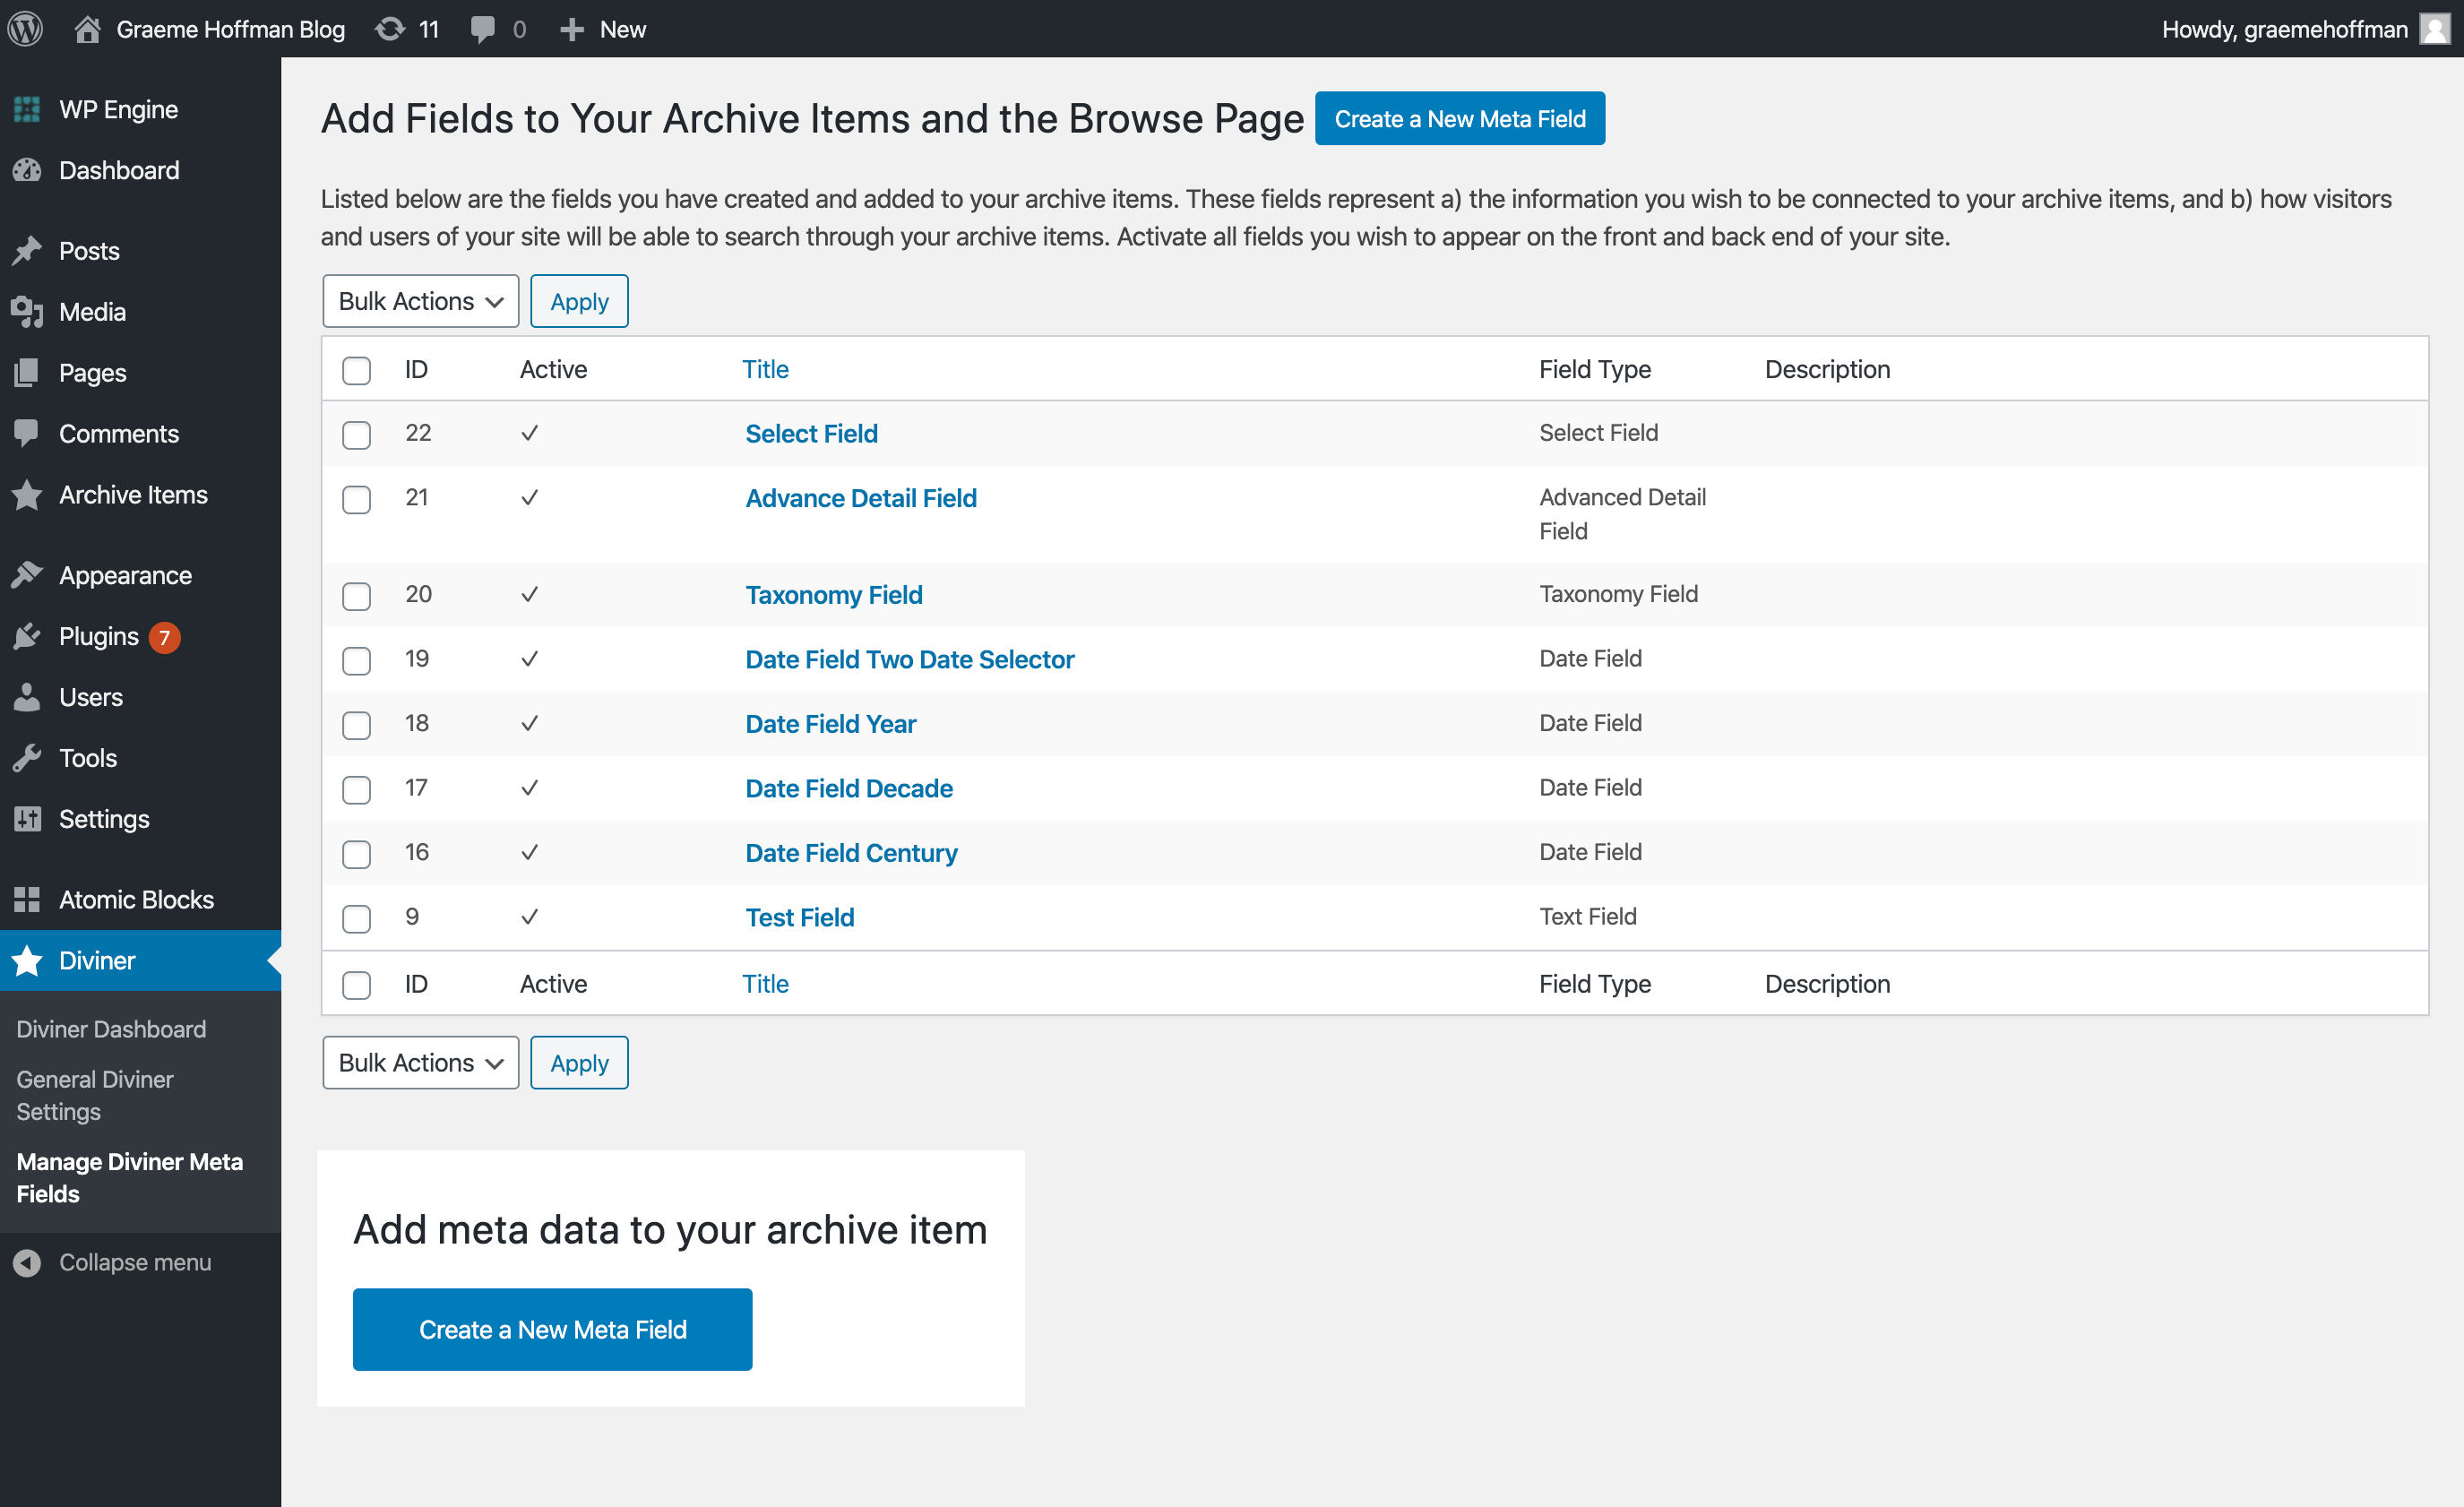 Graeme Hoffman Blog 11 0 New Howdy, graemehoffman
WP Engine
Dashboard
Posts
Media
Pages
Comments
Archive Items
Appearance
Plugins 7
Users
Tools
Settings
Atomic Blocks
Diviner
Diviner Dashboard
General Diviner
Settings
Manage Diviner Meta
Fields
Collapse menu
Add Fields to Your Archive Items and the Browse Page Create a New Meta Field
Listed below are the fields you have created and added to your archive items. These fields represent a) the information you wish to be connected to your archive items, and b) how visitors
and users of your site will be able to search through your archive items. Activate all fields you wish to appear on the front and back end of your site.
Bulk Actions Apply
ID Active Title Field Type Description
22 ✓ Select Field Select Field
21 ✓ Advance Detail Field Advanced Detail
Field
20 ✓ Taxonomy Field Taxonomy Field
19 ✓ Date Field Two Date Selector Date Field
18 ✓ Date Field Year Date Field
17 ✓ Date Field Decade Date Field
16 ✓ Date Field Century Date Field
9 ✓ Test Field Text Field
ID Active Title Field Type Description
Bulk Actions Apply
Add meta data to your archive item
Create a New Meta Field